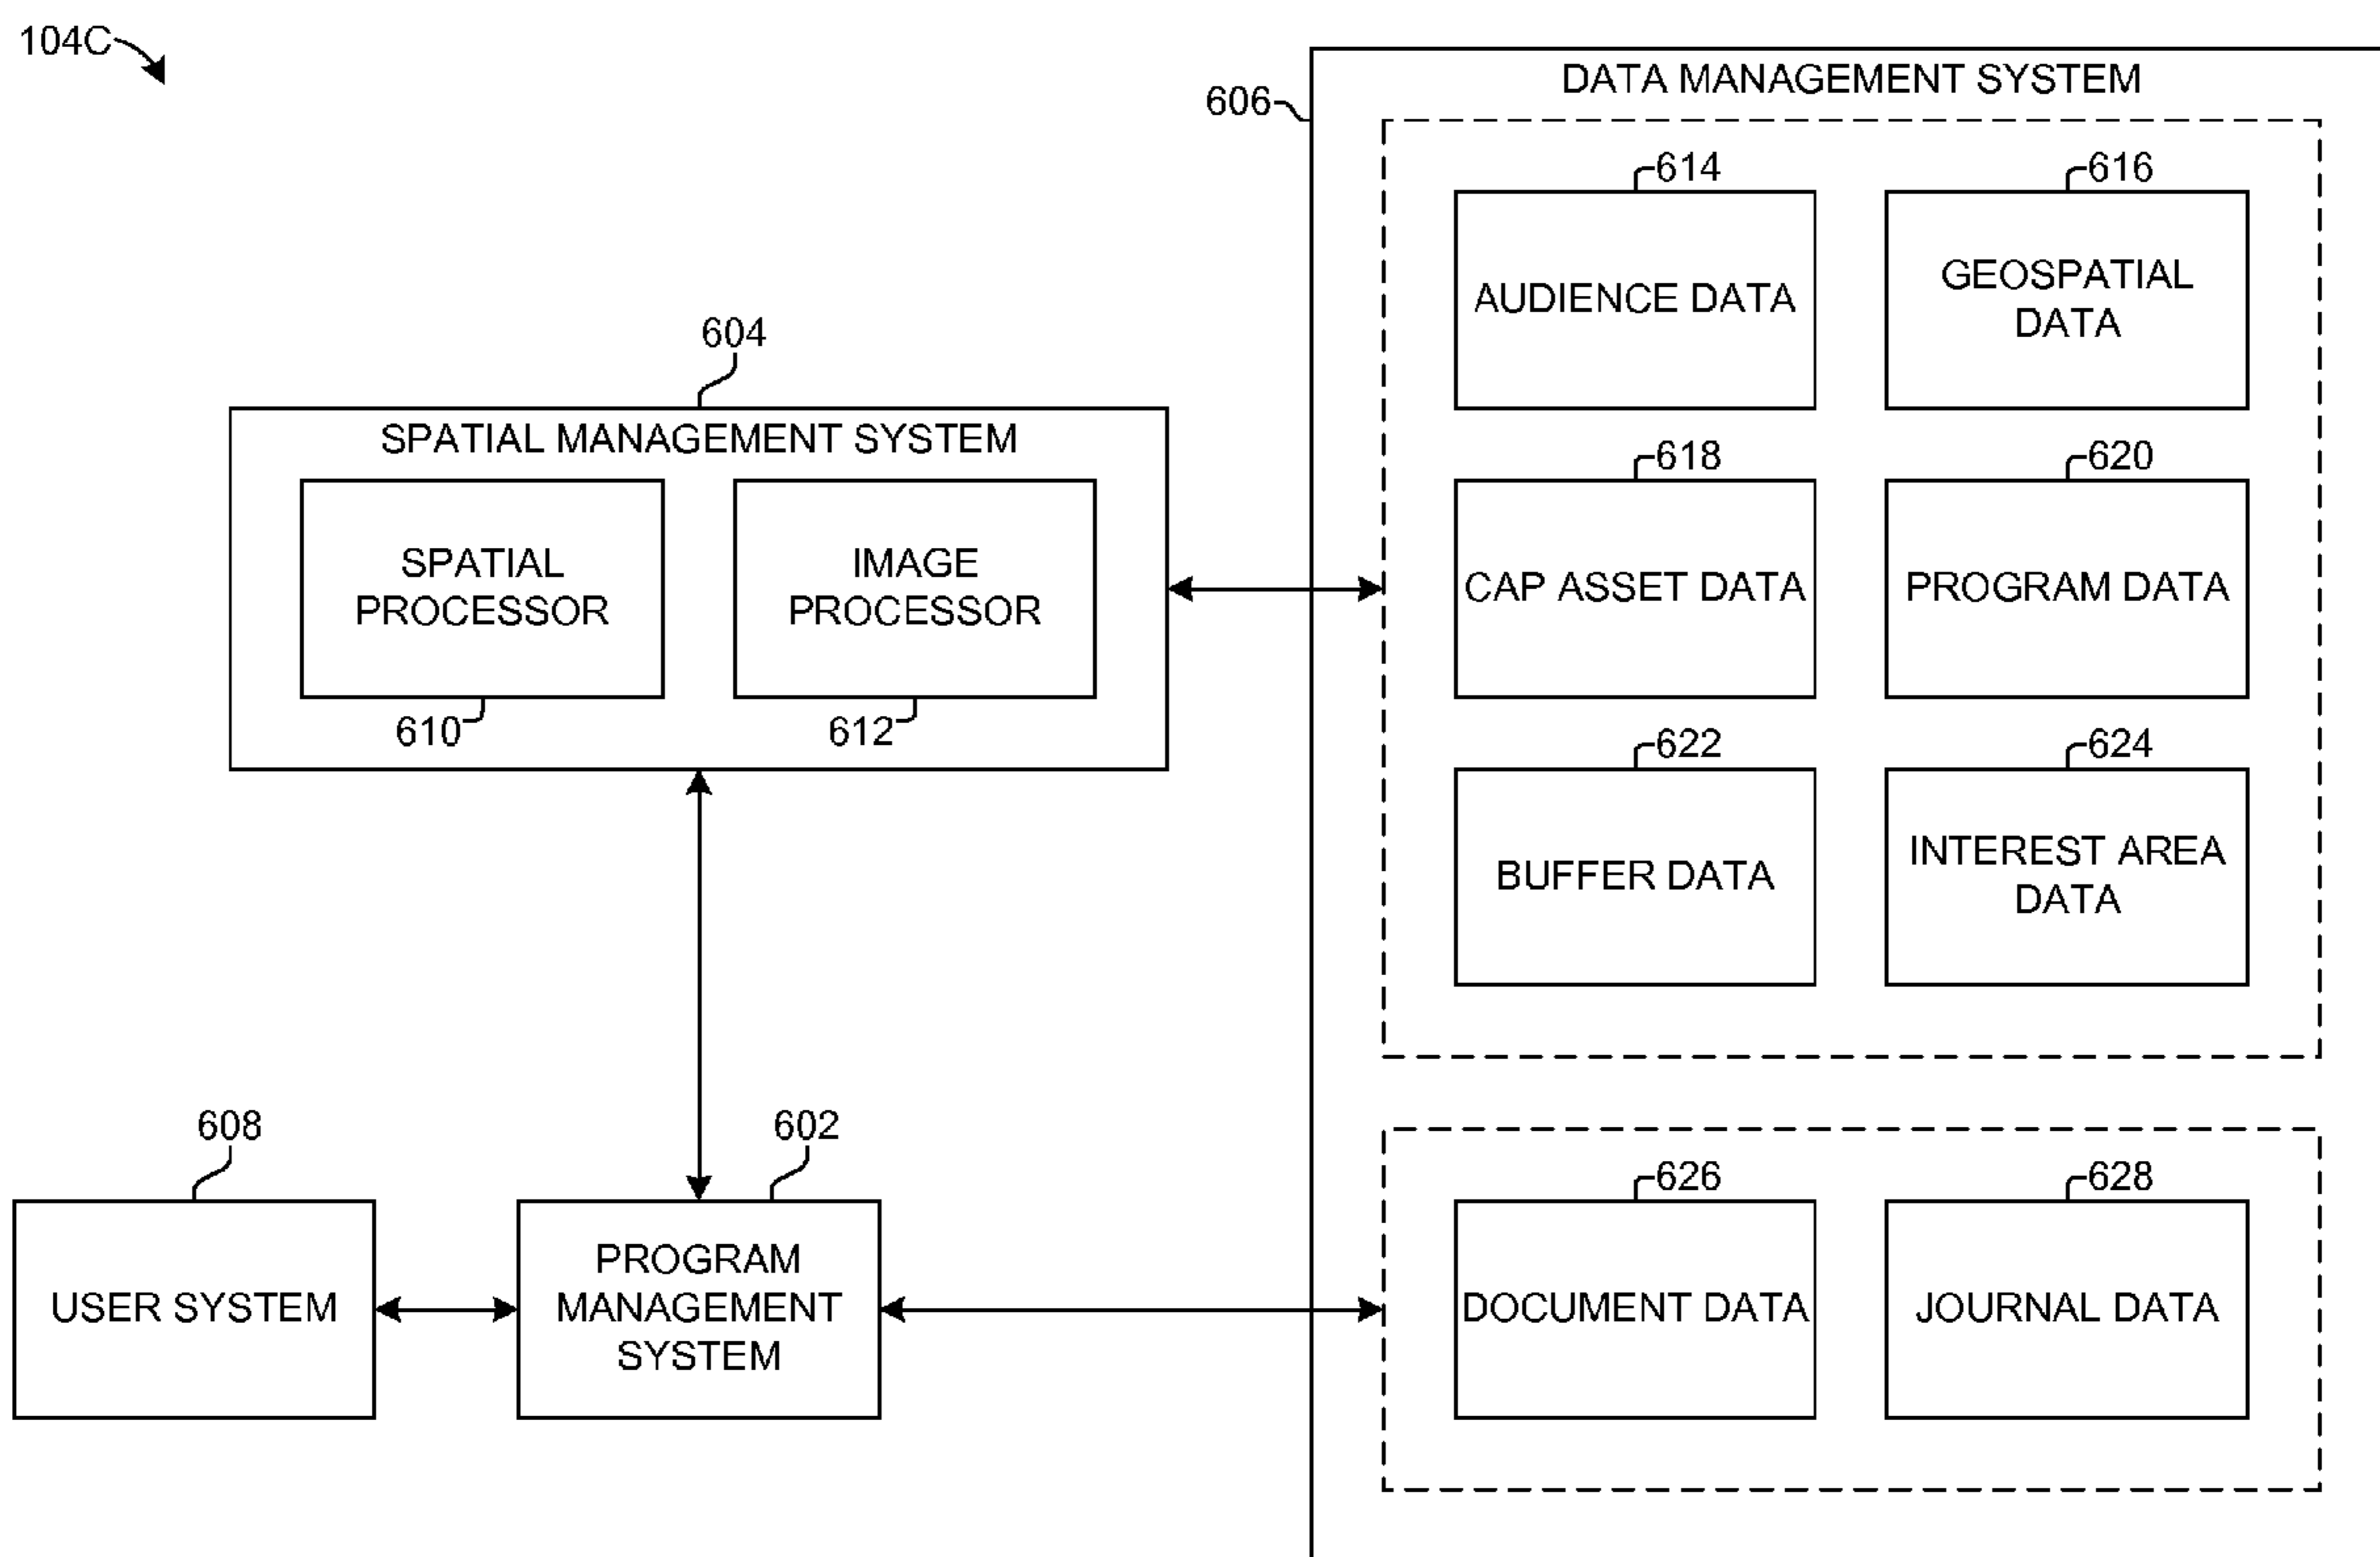 104C
606
DATA MANAGEMENT SYSTEM
614
616
AUDIENCE DATA
GEOSPATIAL
DATA
604
SPATIAL MANAGEMENT SYSTEM
618
620
SPATIAL
PROCESSOR
IMAGE
PROCESSOR
CAP ASSET DATA
PROGRAM DATA
610
612
622
624
BUFFER DATA
INTEREST AREA
DATA
608
602
626
628
USER SYSTEM
PROGRAM
MANAGEMENT
SYSTEM
DOCUMENT DATA
JOURNAL DATA